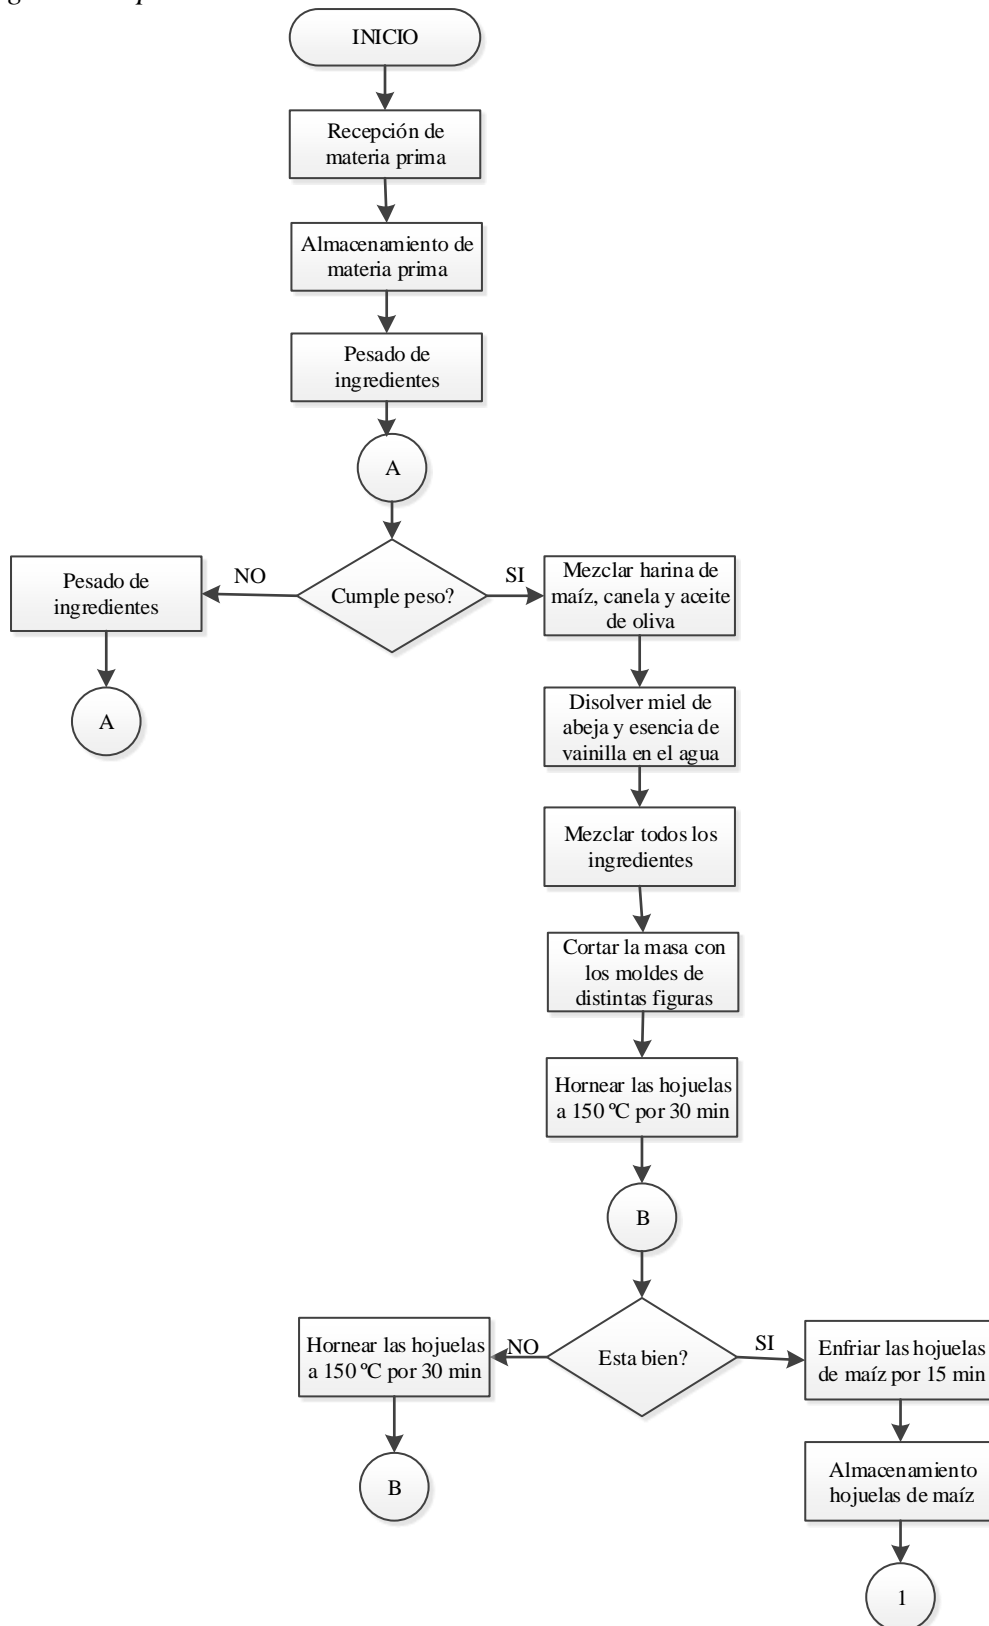 INICIO
Recepción de
materia prima
Almacenamiento de
materia prima
Pesado de
ingredientes
A
Cumple peso?
NO
SI
Pesado de
ingredientes
A
Mezclar harina de
maíz, canela y aceite
de oliva
Disolver miel de
abeja y esencia de
vainilla en el agua
Mezclar todos los
ingredientes
Cortar la masa con
los moldes de
distintas figuras
Hornear las hojuelas
a 150 ºC por 30 min
B
Esta bien?
NO
SI
Hornear las hojuelas
a 150 ºC por 30 min
B
Enfriar las hojuelas
de maíz por 15 min
Almacenamiento
hojuelas de maíz
1